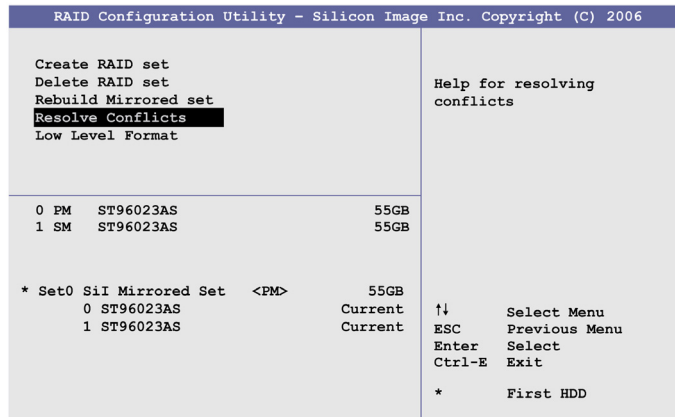 RAID Configuration Utility - Silicon Image Inc. Copyright (C) 2006
Create RAID set
Delete RAID set
Rebuild Mirrored set
Resolve Conflicts
Low Level Format
Help for resolving
conflicts
0 PM ST96023AS 55GB
1 SM ST96023AS 55GB
* Set0 SiI Mirrored Set <PM> 55GB
0 ST96023AS Current
1 ST96023AS Current
↑↓ Select Menu
ESC Previous Menu
Enter Select
Ctrl-E Exit
* First HDD